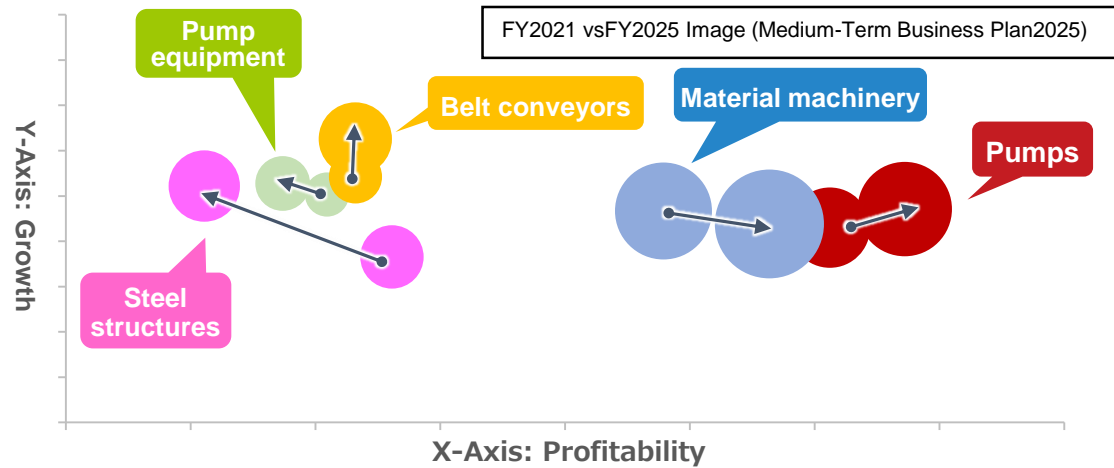 FY2021 vsFY2025 Image (Medium-Term Business Plan2025)
Pump
equipment
Belt conveyors
Material machinery
Pumps
Steel
structures
Y-Axis: Growth
X-Axis: Profitability